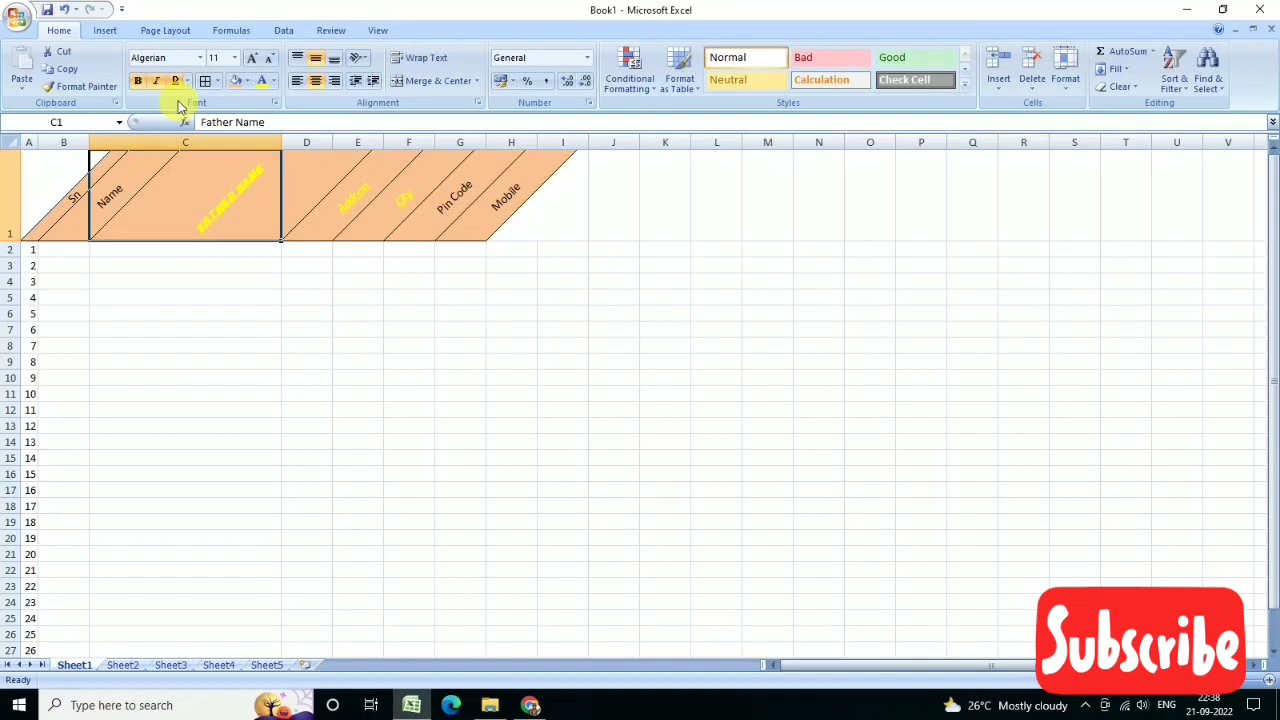 Book1 - Microsoft Excel
Home Insert Page Layout Formulas Data Review View
Paste Cut Copy Format Painter Clipboard
Algerian 11 Font
Wrap Text Merge & Center Alignment
General Number
Conditional Formatting Format as Table Normal Bad Good Neutral Calculation Check Cell Styles
Insert Delete Format Cells
AutoSum Fill Clear Sort & Filter Find & Select Editing
C1 fx Father Name
A B C D E F G H I J K L M N O P Q R S T U V
1 Sn Name FATHER NAME Address City Pin Code Mobile
2 1
3 2
4 3
5 4
6 5
7 6
8 7
9 8
10 9
11 10
12 11
13 12
14 13
15 14
16 15
17 16
18 17
19 18
20 19
21 20
22 21
23 22
24 23
25 24
26 25
27 26
Subscribe
Sheet1 Sheet2 Sheet3 Sheet4 Sheet5
Ready
Type here to search
26°C Mostly cloudy ENG
22:38
21-09-2022